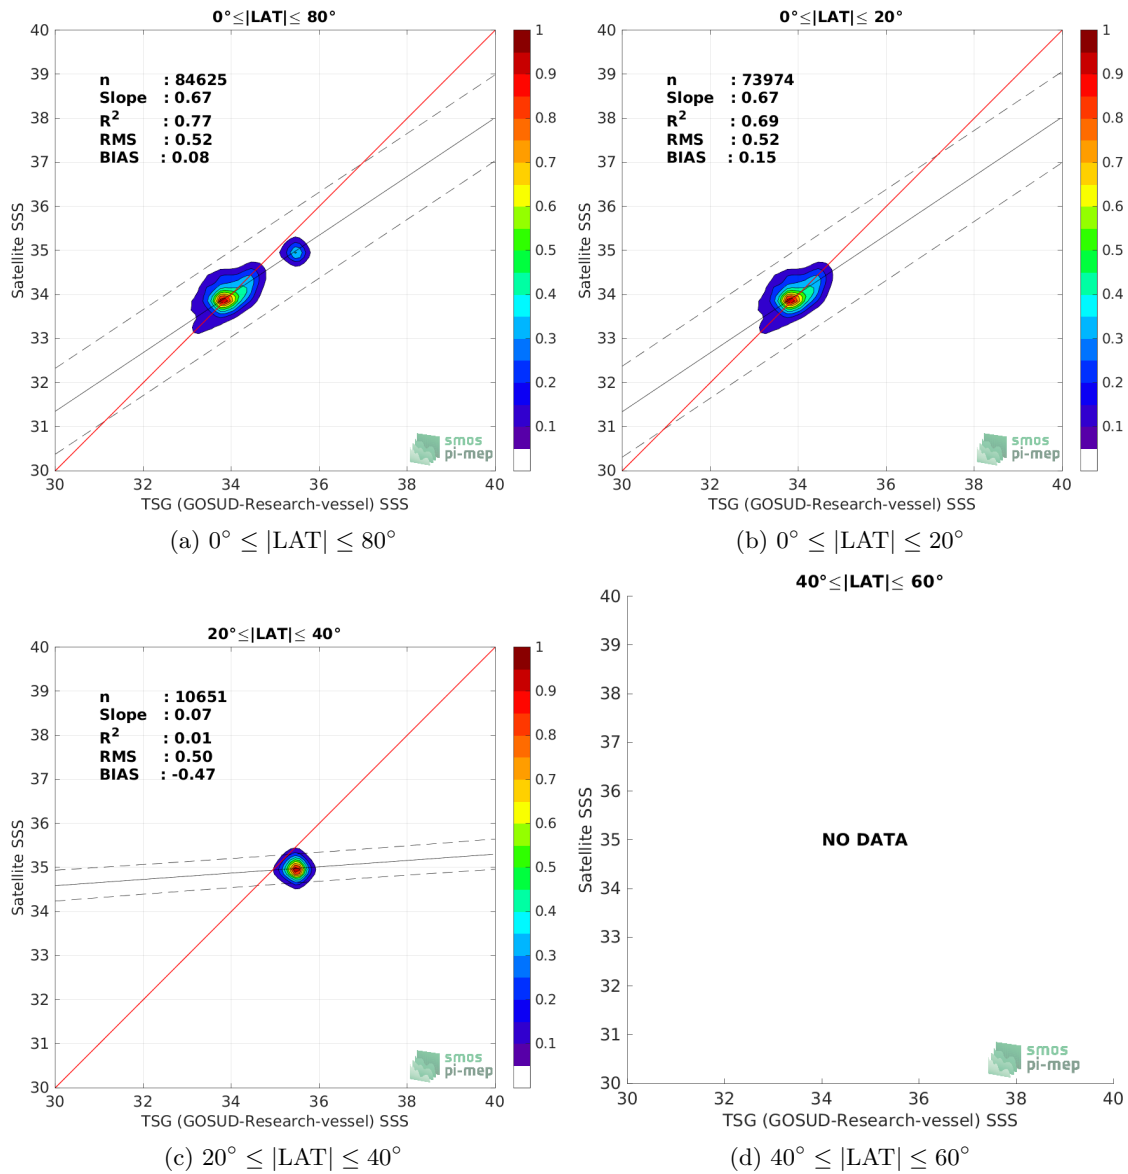 0°≤|LAT|≤ 80°
40
39
38
37
36
35
34
33
32
31
30
Satellite SSS
n : 84625
Slope : 0.67
R² : 0.77
RMS : 0.52
BIAS : 0.08
1
0.9
0.8
0.7
0.6
0.5
0.4
0.3
0.2
0.1
smos
pi-mep
30 32 34 36 38 40
TSG (GOSUD-Research-vessel) SSS
(a) 0° ≤ |LAT| ≤ 80°
0°≤|LAT|≤ 20°
40
39
38
37
36
35
34
33
32
31
30
Satellite SSS
n : 73974
Slope : 0.67
R² : 0.69
RMS : 0.52
BIAS : 0.15
1
0.9
0.8
0.7
0.6
0.5
0.4
0.3
0.2
0.1
smos
pi-mep
30 32 34 36 38 40
TSG (GOSUD-Research-vessel) SSS
(b) 0° ≤ |LAT| ≤ 20°
20°≤|LAT|≤ 40°
40
39
38
37
36
35
34
33
32
31
30
Satellite SSS
n : 10651
Slope : 0.07
R² : 0.01
RMS : 0.50
BIAS : -0.47
1
0.9
0.8
0.7
0.6
0.5
0.4
0.3
0.2
0.1
smos
pi-mep
30 32 34 36 38 40
TSG (GOSUD-Research-vessel) SSS
(c) 20° ≤ |LAT| ≤ 40°
40°≤|LAT|≤ 60°
40
39
38
37
36
35
34
33
32
31
30
Satellite SSS
NO DATA
smos
pi-mep
30 32 34 36 38 40
TSG (GOSUD-Research-vessel) SSS
(d) 40° ≤ |LAT| ≤ 60°